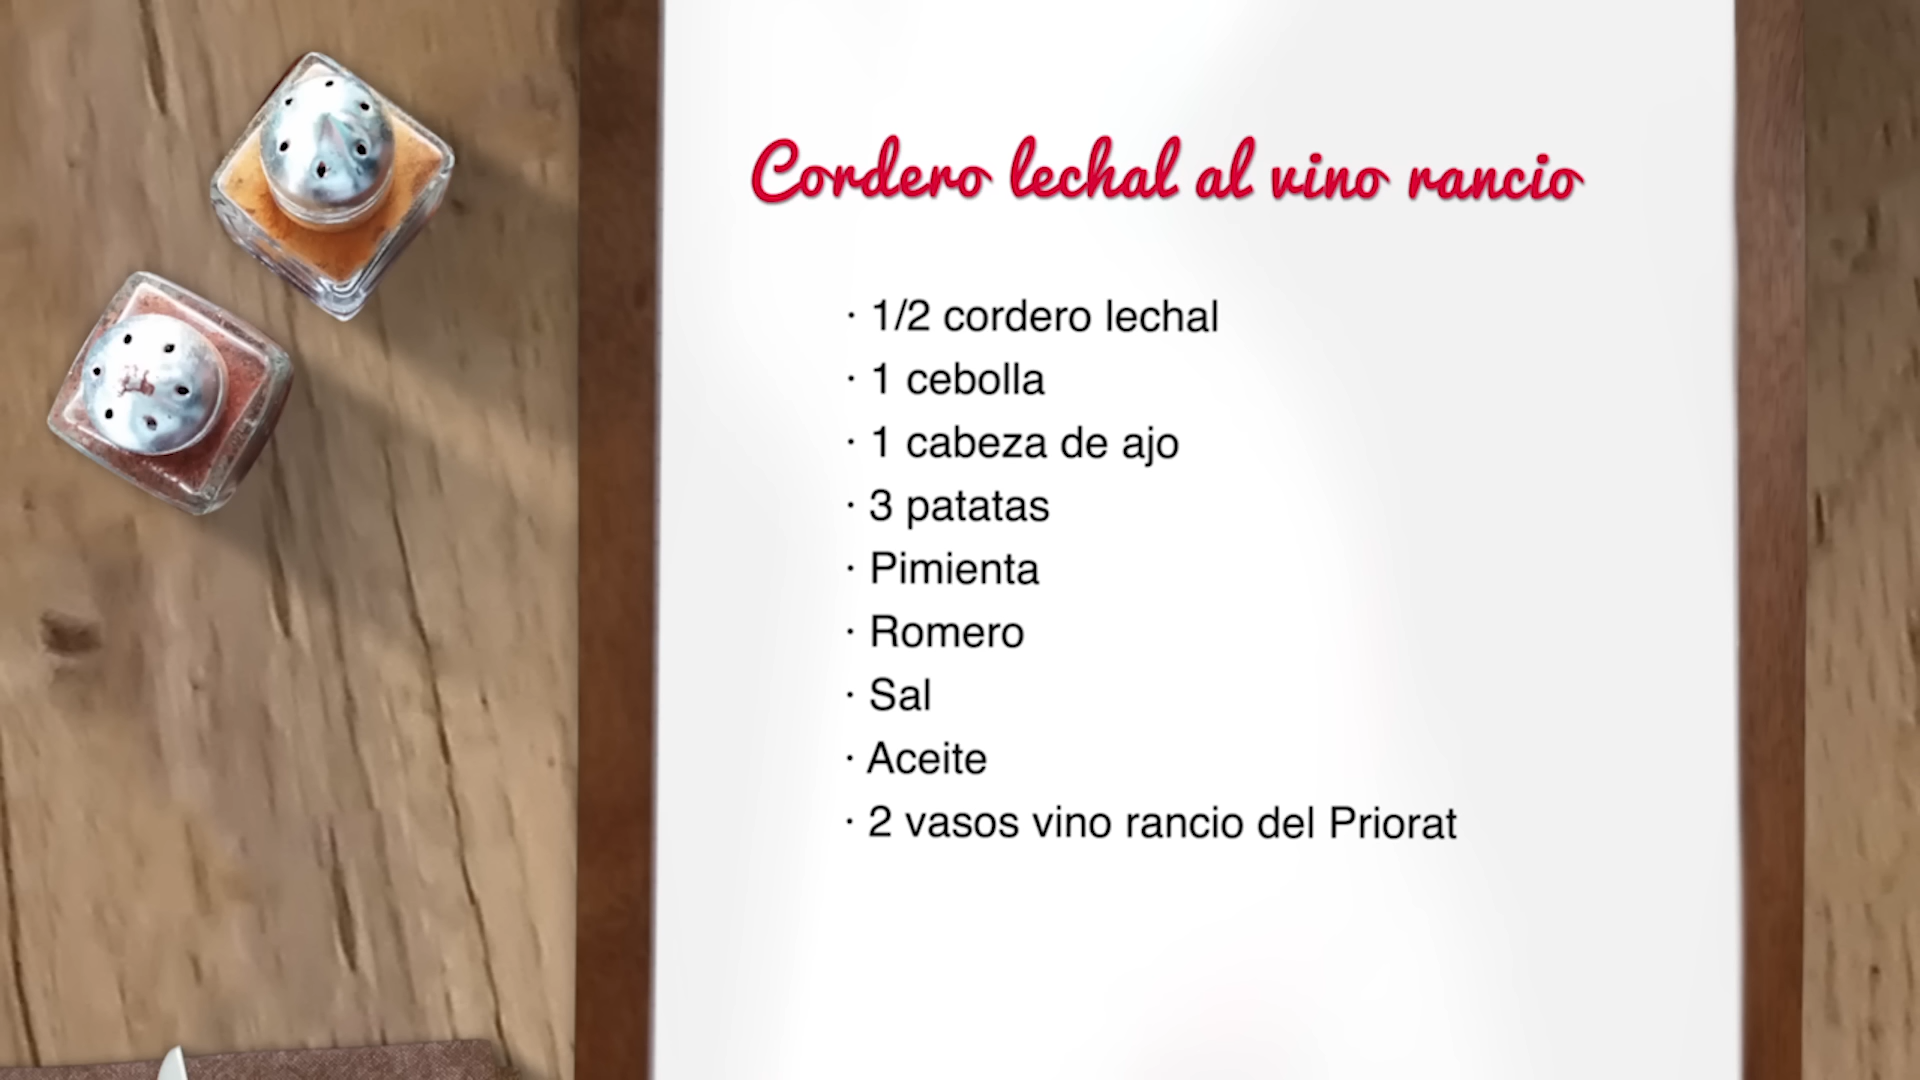 Cordero lechal al vino rancio
· 1/2 cordero lechal
· 1 cebolla
· 1 cabeza de ajo
· 3 patatas
· Pimienta
· Romero
· Sal
· Aceite
· 2 vasos vino rancio del Priorat